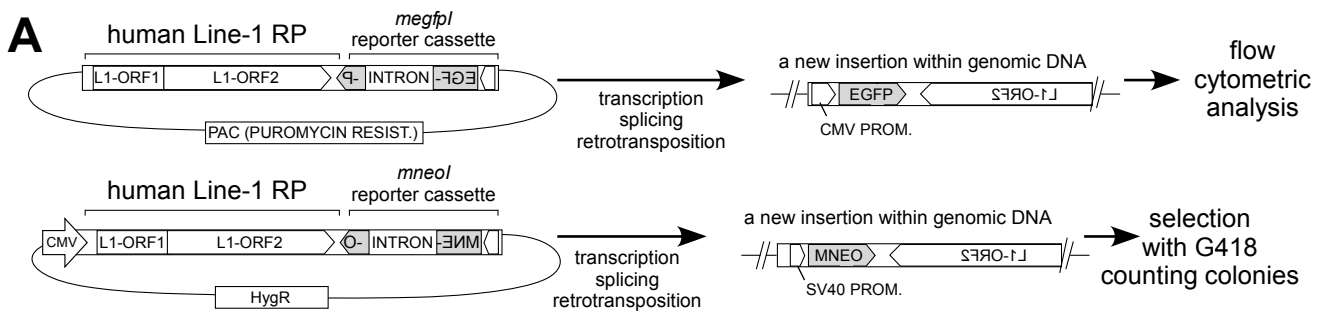 A
human Line-1 RP
megfpI
reporter cassette
L1-ORF1 L1-ORF2 -P INTRON EGF-
PAC (PUROMYCIN RESIST.)
transcription
splicing
retrotransposition
a new insertion within genomic DNA
EGFP L1-ORF2
CMV PROM.
flow
cytometric
analysis
human Line-1 RP
mneoI
reporter cassette
CMV L1-ORF1 L1-ORF2 O- INTRON MNE-
HygR
transcription
splicing
retrotransposition
a new insertion within genomic DNA
MNEO L1-ORF2
SV40 PROM.
selection
with G418
counting colonies